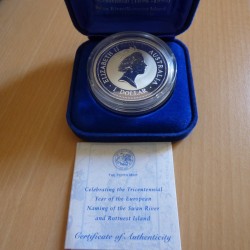 ELIZABETH II
AUSTRALIA
1 DOLLAR
Celebrating the Tricentennial
Year of the European
Naming of the Swan River
and Rottnest Island
Certificate of Authenticity